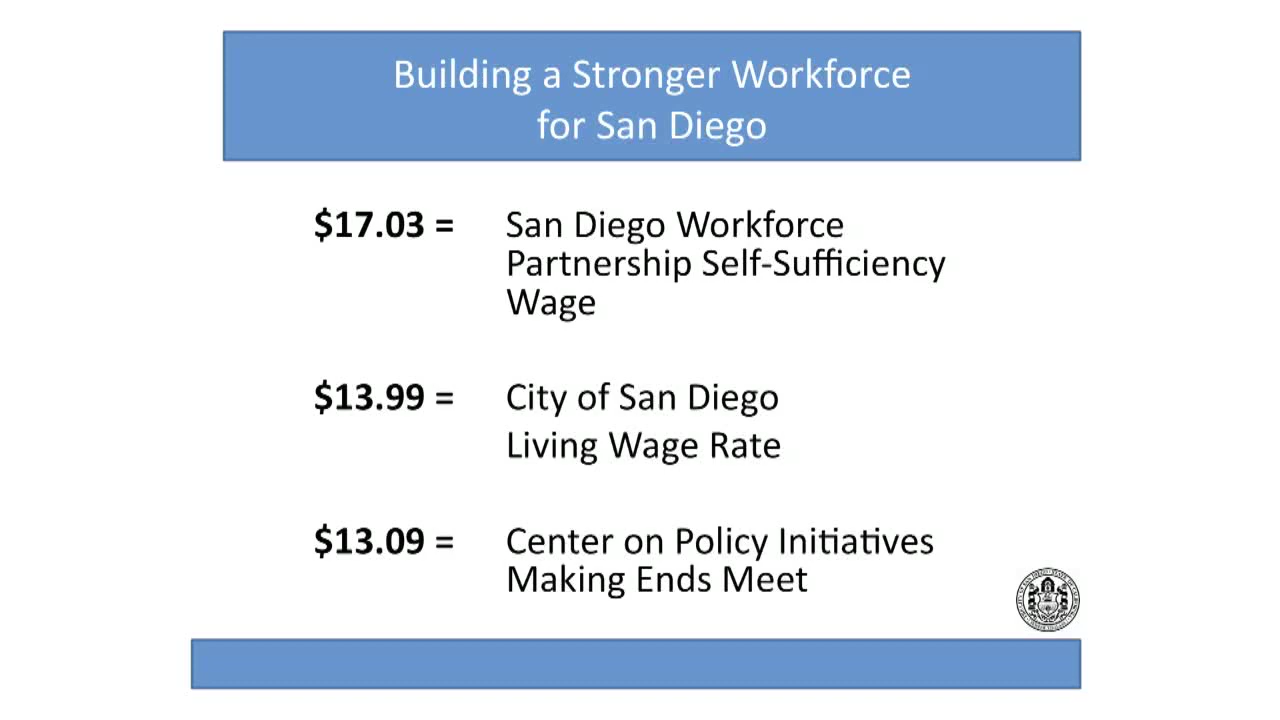 Building a Stronger Workforce
for San Diego
$17.03 = San Diego Workforce
Partnership Self-Sufficiency
Wage
$13.99 = City of San Diego
Living Wage Rate
$13.09 = Center on Policy Initiatives
Making Ends Meet